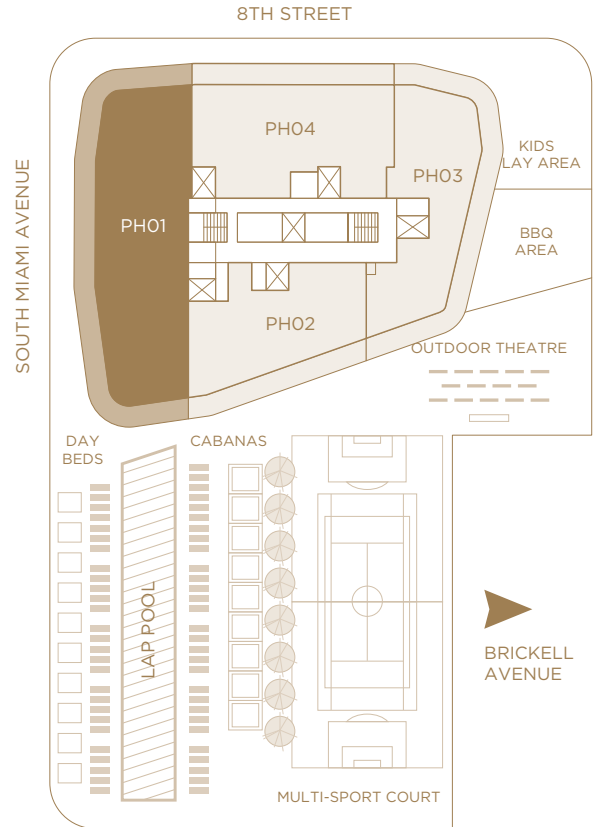 8TH STREET
PH04
KIDS
LAY AREA
PH03
SOUTH MIAMI AVENUE
PH01
BBQ
AREA
PH02
OUTDOOR THEATRE
DAY
BEDS
CABANAS
LAP POOL
BRICKELL
AVENUE
MULTI-SPORT COURT